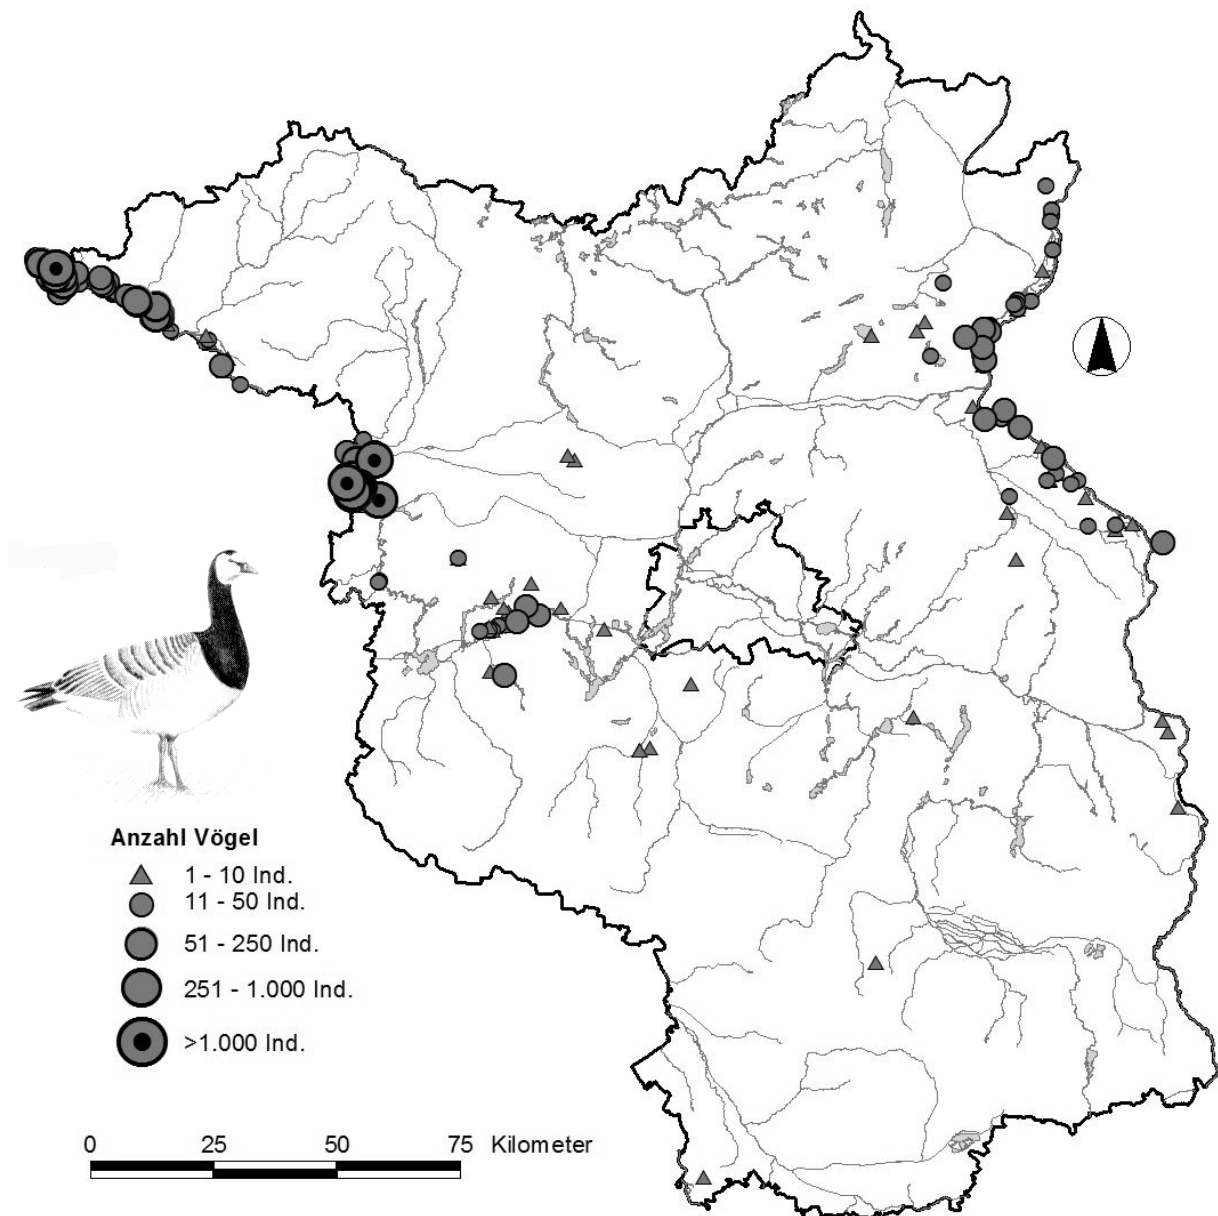 Anzahl Vögel
1 - 10 Ind.
11 - 50 Ind.
51 - 250 Ind.
251 - 1.000 Ind.
>1.000 Ind.
0 25 50 75 Kilometer